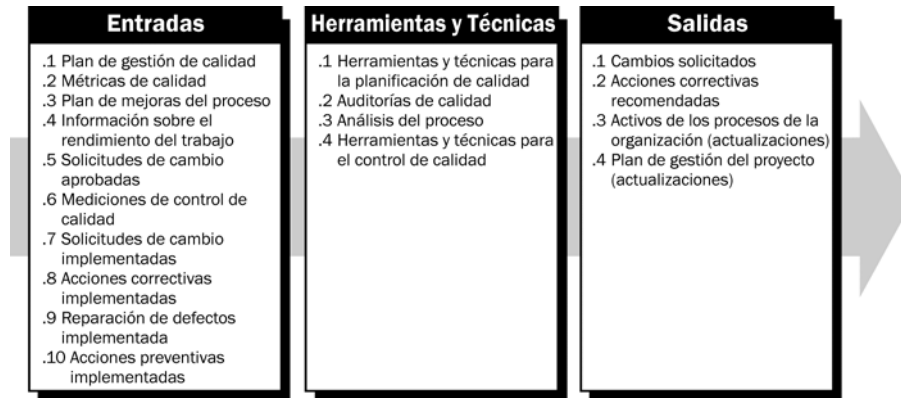 Entradas
.1 Plan de gestión de calidad
.2 Métricas de calidad
.3 Plan de mejoras del proceso
.4 Información sobre el
rendimiento del trabajo
.5 Solicitudes de cambio
aprobadas
.6 Mediciones de control de
calidad
.7 Solicitudes de cambio
implementadas
.8 Acciones correctivas
implementadas
.9 Reparación de defectos
implementada
.10 Acciones preventivas
implementadas
Herramientas y Técnicas
.1 Herramientas y técnicas para
la planificación de calidad
.2 Auditorías de calidad
.3 Análisis del proceso
.4 Herramientas y técnicas para
el control de calidad
Salidas
.1 Cambios solicitados
.2 Acciones correctivas
recomendadas
.3 Activos de los procesos de la
organización (actualizaciones)
.4 Plan de gestión del proyecto
(actualizaciones)